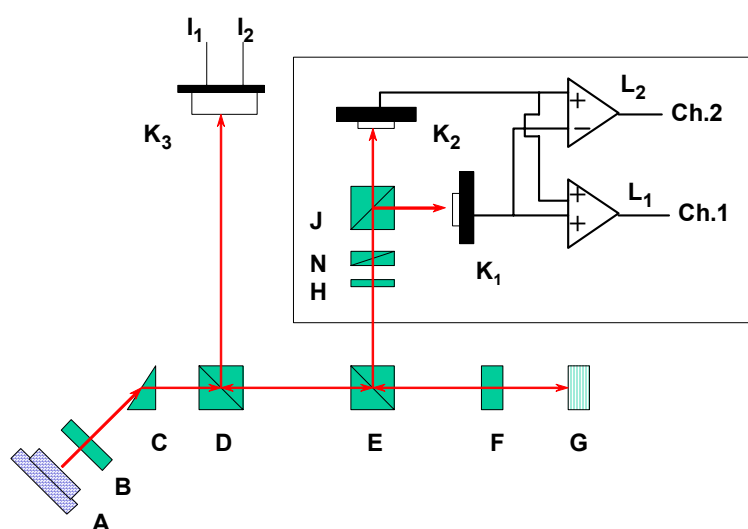 I1 I2
L2
K3 K2 Ch.2
L1
J Ch.1
N K1
H
C D E F G
B
A